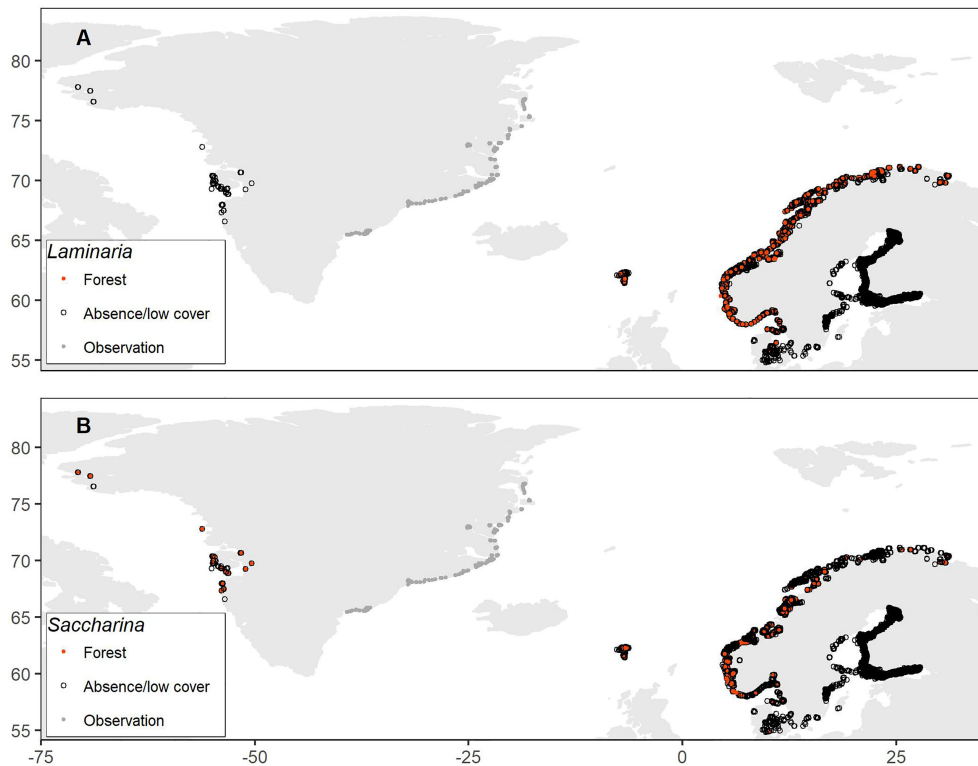 A
80
75
70
65
60
55
Laminaria
Forest
Absence/low cover
Observation
B
80
75
70
65
60
55
Saccharina
Forest
Absence/low cover
Observation
-75 -50 -25 0 25